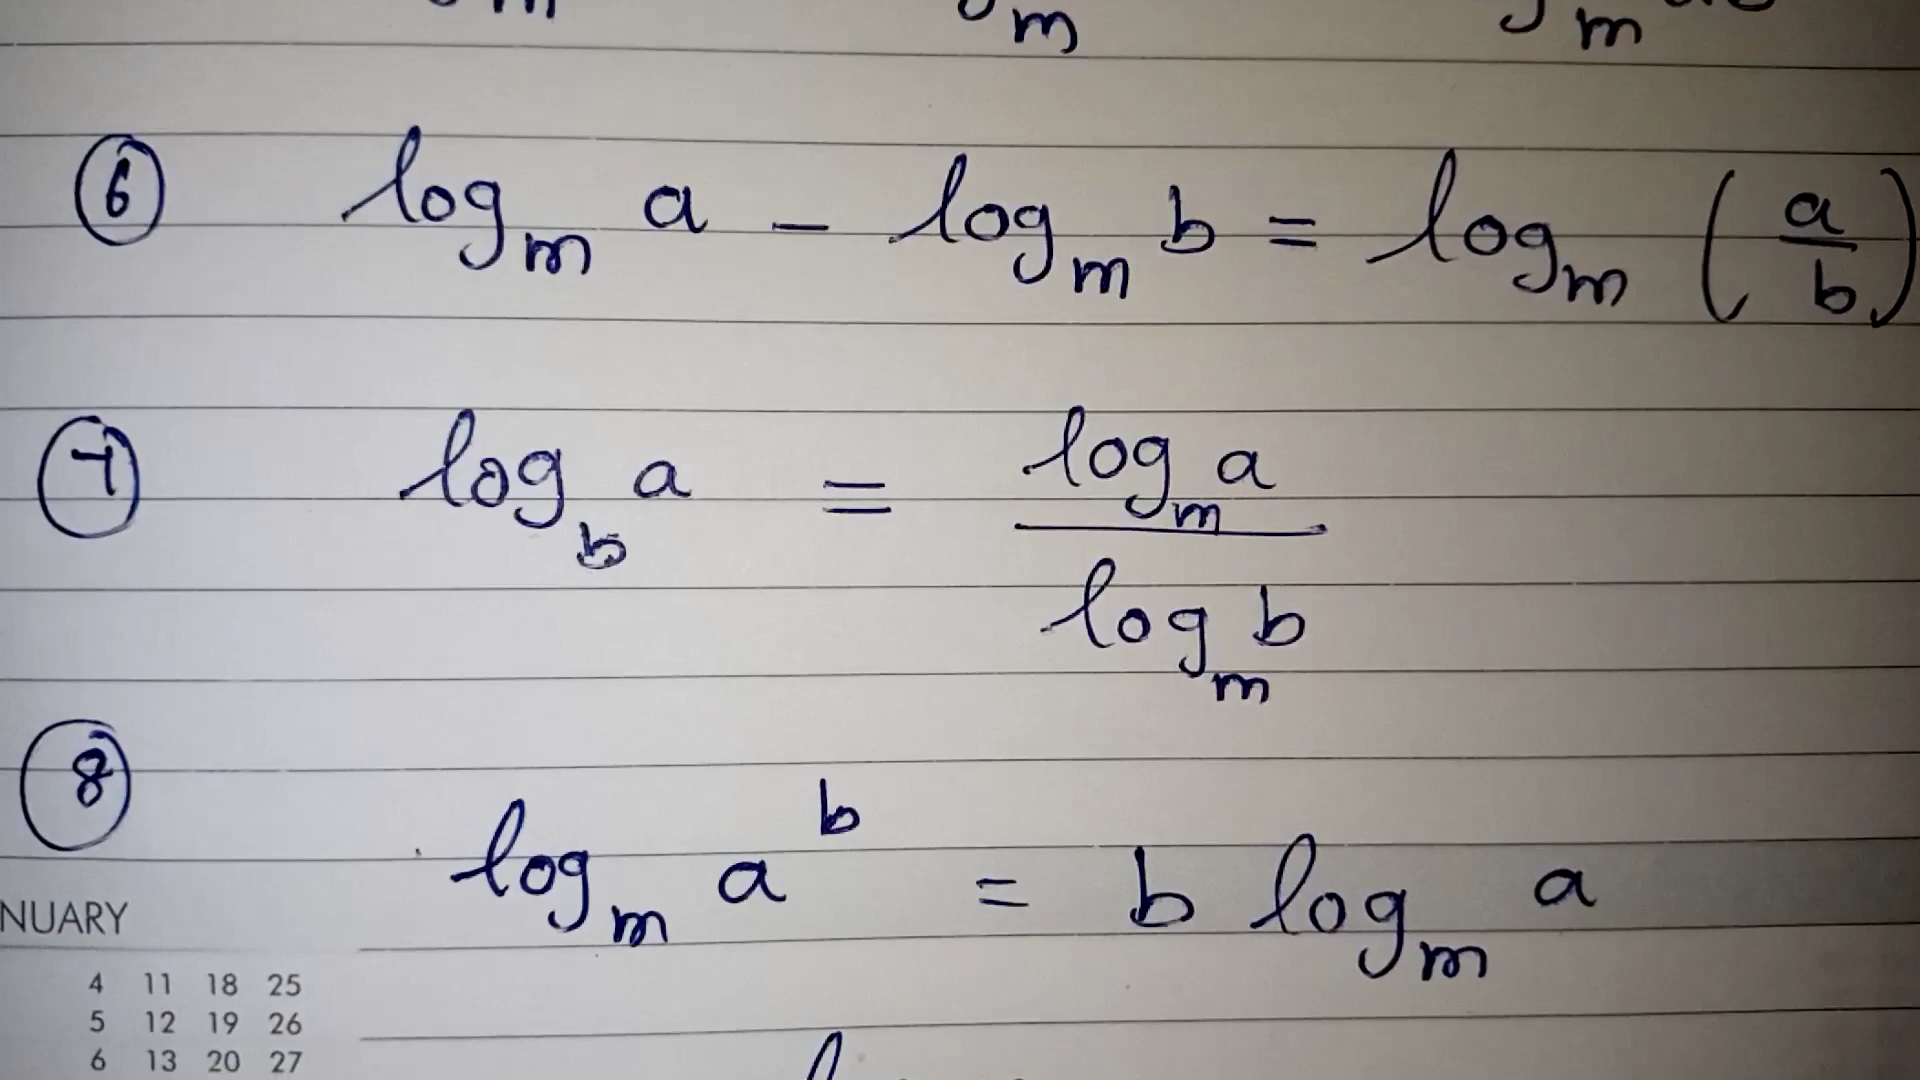 ⑥ logₘ a - logₘ b = logₘ (a/b)
⑦ log_b a = logₘ a / logₘ b
⑧ logₘ a^b = b logₘ a
NUARY
4 11 18 25
5 12 19 26
6 13 20 27